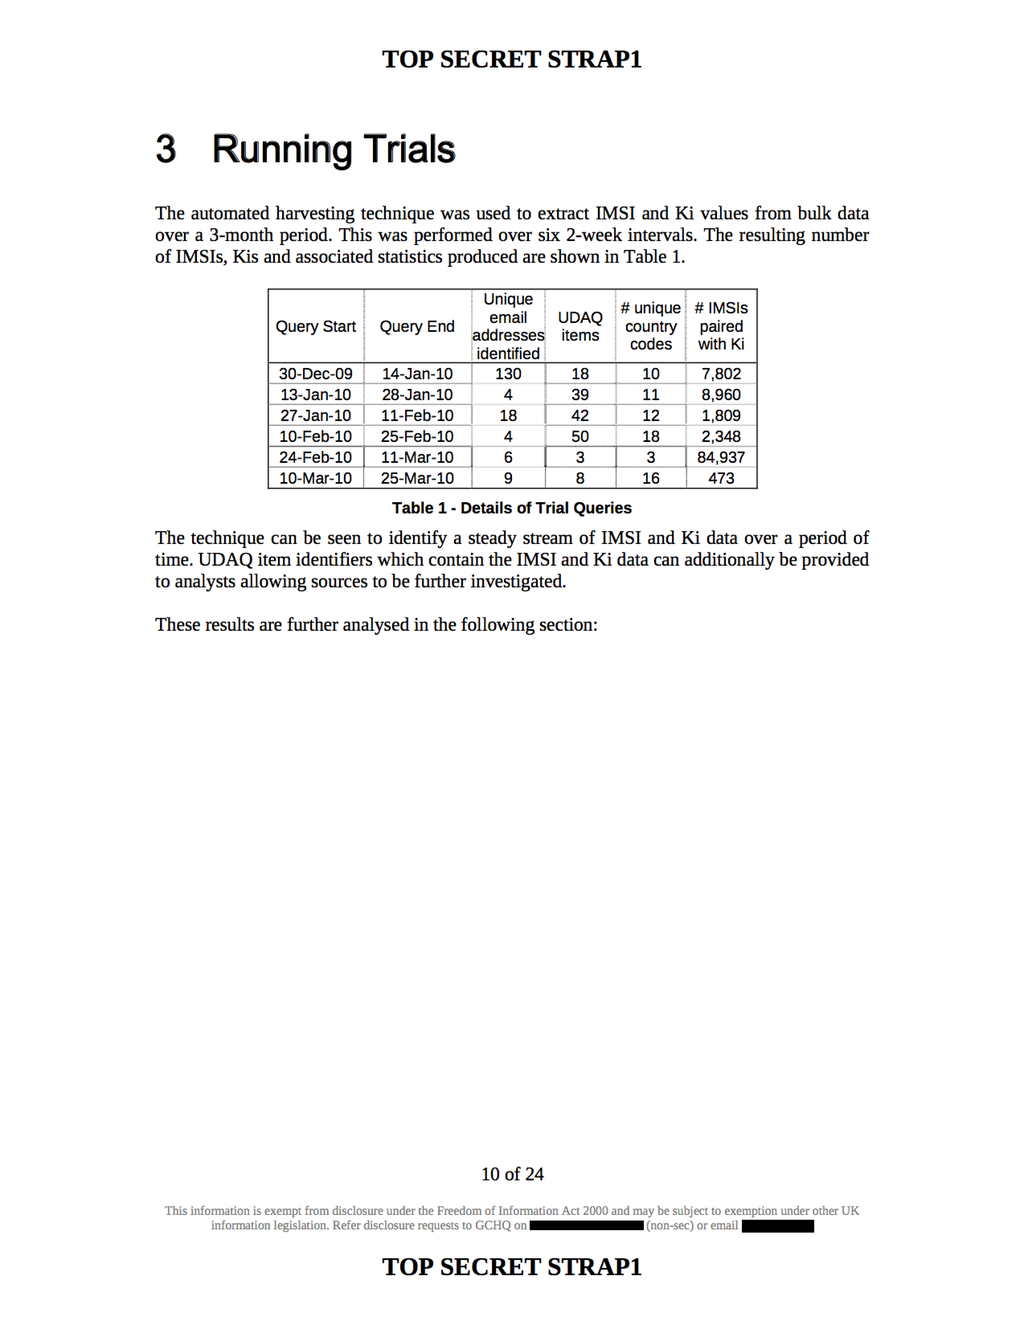 TOP SECRET STRAP1
3 Running Trials
The automated harvesting technique was used to extract IMSI and Ki values from bulk data
over a 3-month period. This was performed over six 2-week intervals. The resulting number
of IMSIs, Kis and associated statistics produced are shown in Table 1.
Query Start Query End Unique email addresses identified UDAQ items # unique country codes # IMSIs paired with Ki
30-Dec-09 14-Jan-10 130 18 10 7,802
13-Jan-10 28-Jan-10 4 39 11 8,960
27-Jan-10 11-Feb-10 18 42 12 1,809
10-Feb-10 25-Feb-10 4 50 18 2,348
24-Feb-10 11-Mar-10 6 3 3 84,937
10-Mar-10 25-Mar-10 9 8 16 473
Table 1 - Details of Trial Queries
The technique can be seen to identify a steady stream of IMSI and Ki data over a period of
time. UDAQ item identifiers which contain the IMSI and Ki data can additionally be provided
to analysts allowing sources to be further investigated.
These results are further analysed in the following section:
10 of 24
This information is exempt from disclosure under the Freedom of Information Act 2000 and may be subject to exemption under other UK
information legislation. Refer disclosure requests to GCHQ on (non-sec) or email
TOP SECRET STRAP1